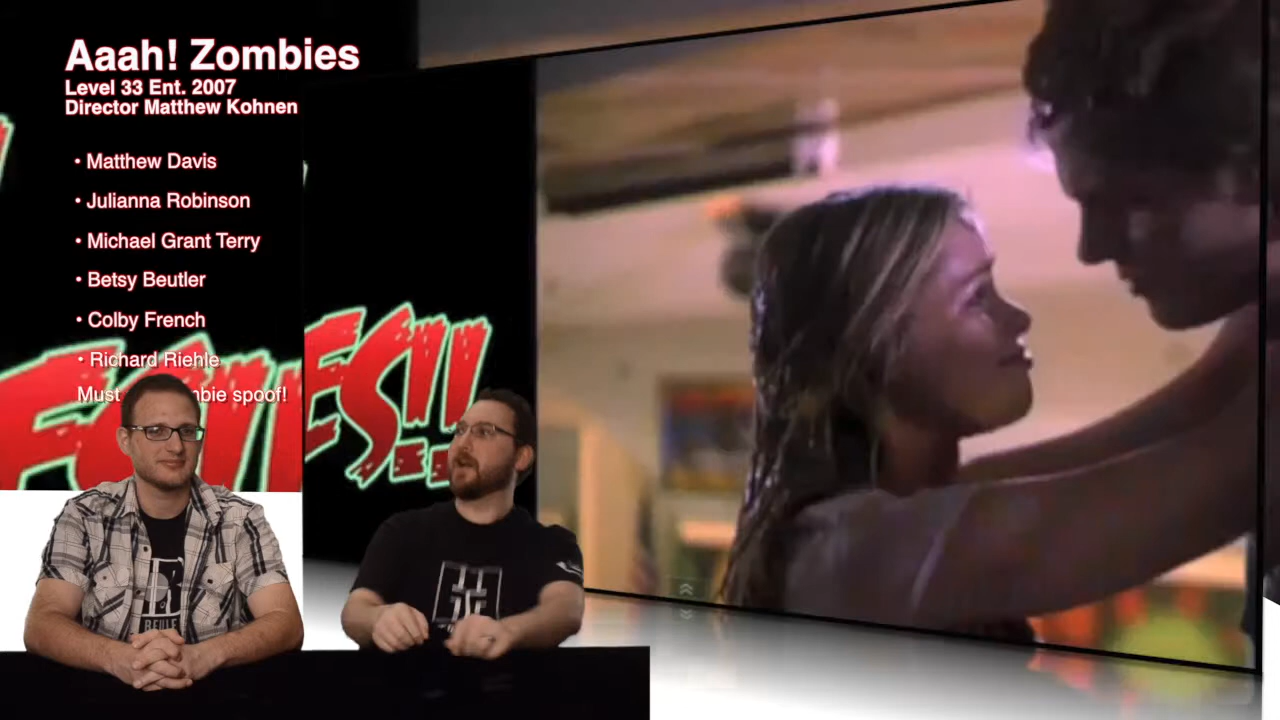 Aaah! Zombies
Level 33 Ent. 2007
Director Matthew Kohnen
• Matthew Davis
• Julianna Robinson
• Michael Grant Terry
• Betsy Beutler
• Colby French
• Richard Riehle
Must spoof!
ES!!